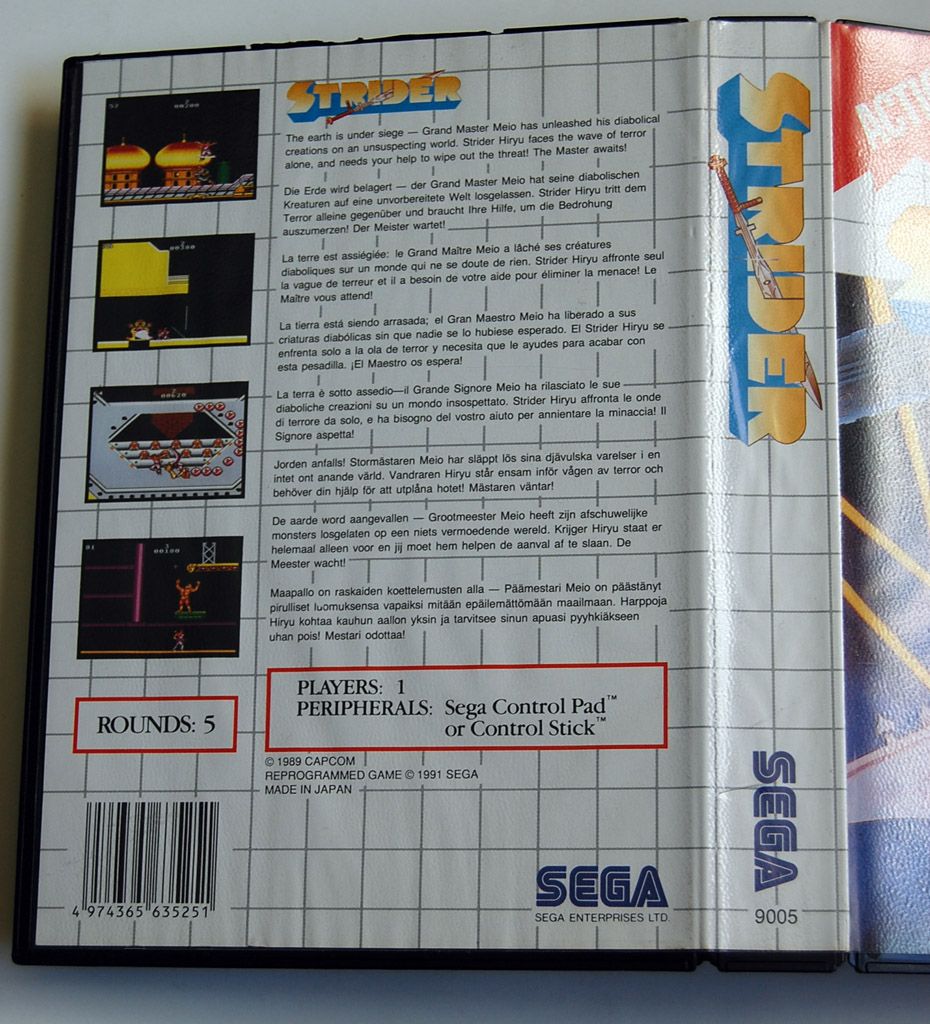 STRIDER
The earth is under siege — Grand Master Meio has unleashed his diabolical
creations on an unsuspecting world. Strider Hiryu faces the wave of terror
alone, and needs your help to wipe out the threat! The Master awaits!
Die Erde wird belagert — der Grand Master Meio hat seine diabolischen
Kreaturen auf eine unvorbereitete Welt losgelassen. Strider Hiryu tritt dem
Terror alleine gegenüber und braucht Ihre Hilfe, um die Bedrohung
auszumerzen! Der Meister wartet!
La terre est assiégiée: le Grand Maître Meio a lâché ses créatures
diaboliques sur un monde qui ne se doute de rien. Strider Hiryu affronte seul
la vague de terreur et il a besoin de votre aide pour éliminer la menace! Le
Maître vous attend!
La tierra está siendo arrasada; el Gran Maestro Meio ha liberado a sus
criaturas diabólicas sin que nadie se lo hubiese esperado. El Strider Hiryu se
enfrenta solo a la ola de terror y necesita que le ayudes para acabar con
esta pesadilla. ¡El Maestro os espera!
La terra è sotto assedio—il Grande Signore Meio ha rilasciato le sue
diaboliche creazioni su un mondo insospettato. Strider Hiryu affronta le onde
di terrore da solo, e ha bisogno del vostro aiuto per annientare la minaccia! Il
Signore aspetta!
Jorden anfalls! Stormästaren Meio har släppt lös sina djävulska varelser i en
intet ont anande värld. Vandraren Hiryu står ensam inför vågen av terror och
behöver din hjälp för att utplåna hotet! Mästaren väntar!
De aarde word aangevallen — Grootmeester Meio heeft zijn afschuwelijke
monsters losgelaten op een niets vermoedende wereld. Krijger Hiryu staat er
helemaal alleen voor en jij moet hem helpen de aanval af te slaan. De
Meester wacht!
Maapallo on raskaiden koettelemusten alla — Päämestari Meio on päästänyt
pirulliset luomuksensa vapaiksi mitään epäilemättömään maailmaan. Harppoja
Hiryu kohtaa kauhun aallon yksin ja tarvitsee sinun apuasi pyyhkiäkseen
uhan pois! Mestari odottaa!
ROUNDS: 5
PLAYERS: 1
PERIPHERALS: Sega Control Pad™
or Control Stick™
© 1989 CAPCOM
REPROGRAMMED GAME © 1991 SEGA
MADE IN JAPAN
4 974365 635251
SEGA
SEGA ENTERPRISES LTD.
STRIDER
SEGA
9005